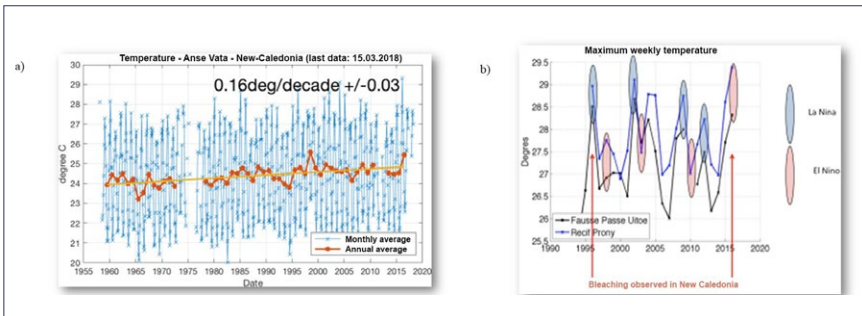 a)
Temperature - Anse Vata - New-Caledonia (last data: 15.03.2018)
0.16deg/decade +/-0.03
degree C
30
29
28
27
26
25
24
23
22
21
20
1955
1960
1965
1970
1975
1980
1985
1990
1995
2000
2005
2010
2015
2020
Date
Monthly average
Annual average
b)
Maximum weekly temperature
Degres
29.5
29
28.5
28
27.5
27
26.5
26
25.5
1990
1995
2000
2005
2010
2015
2020
Fausse Passe Uitoe
Recif Prony
La Nina
El Nino
Bleaching observed in New Caledonia